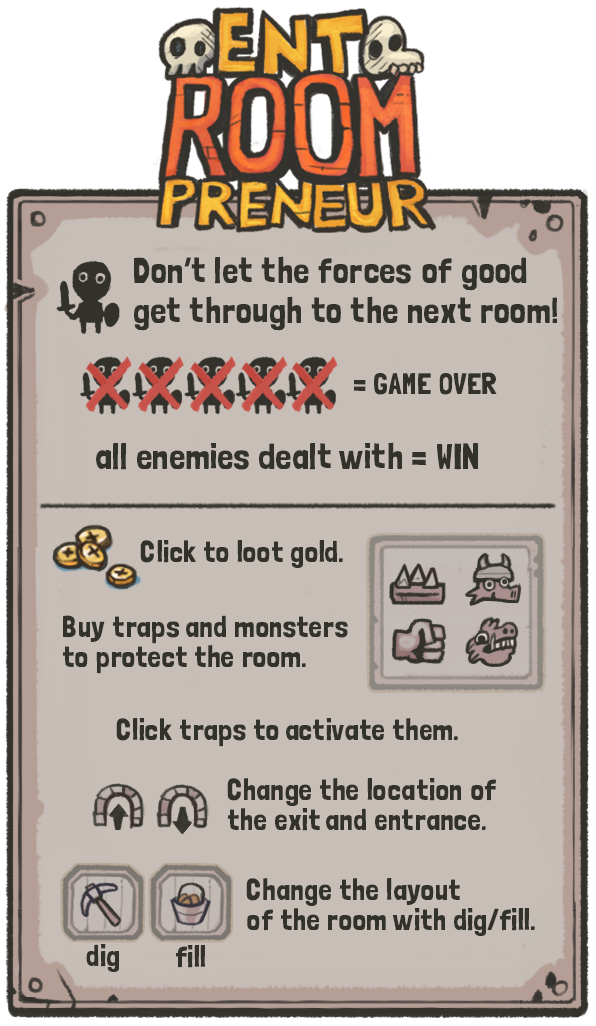 ENT
ROOM
PRENEUR
Don't let the forces of good
get through to the next room!
= GAME OVER
all enemies dealt with = WIN
Click to loot gold.
Buy traps and monsters
to protect the room.
Click traps to activate them.
Change the location of
the exit and entrance.
Change the layout
of the room with dig/fill.
dig fill